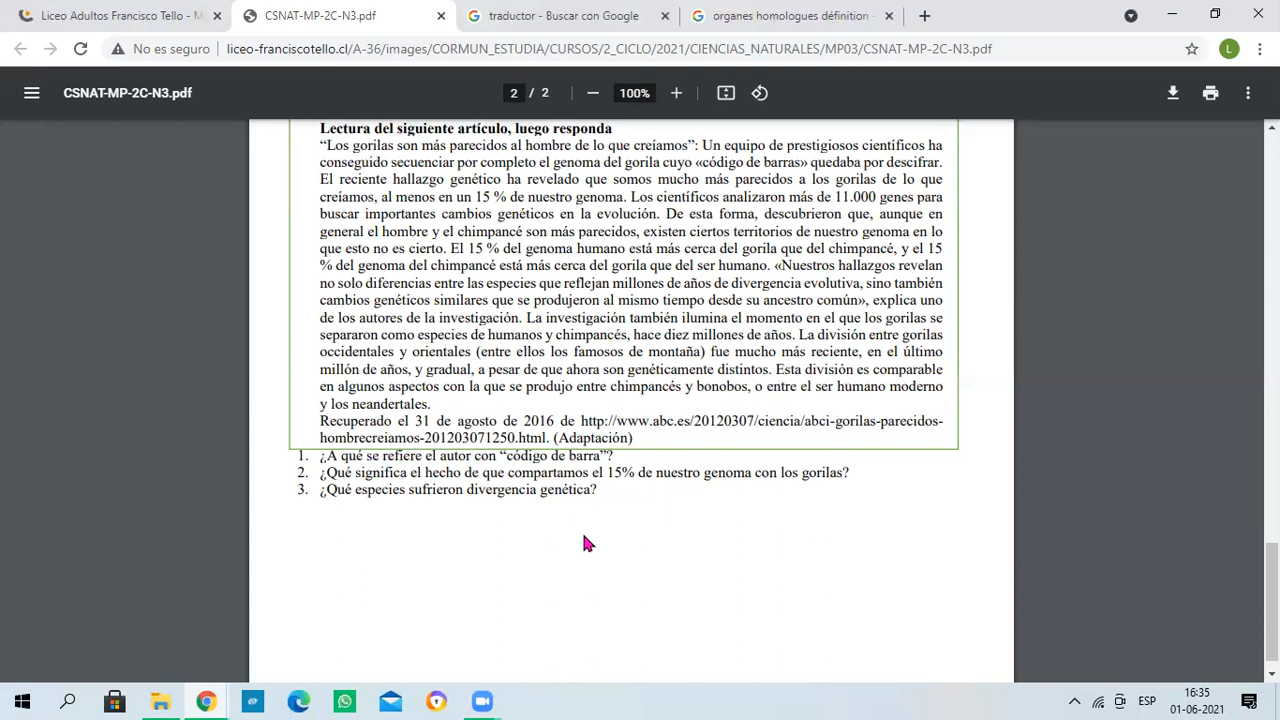 Liceo Adultos Francisco Tello - M
CSNAT-MP-2C-N3.pdf
traductor - Buscar con Google
organes homologues définition -
No es seguro
liceo-franciscotello.cl/A-36/images/CORMUN_ESTUDIA/CURSOS/2_CICLO/2021/CIENCIAS_NATURALES/MP03/CSNAT-MP-2C-N3.pdf
L
CSNAT-MP-2C-N3.pdf
2 / 2
100%
Lectura del siguiente artículo, luego responda
“Los gorilas son más parecidos al hombre de lo que creíamos”: Un equipo de prestigiosos científicos ha
conseguido secuenciar por completo el genoma del gorila cuyo «código de barras» quedaba por descifrar.
El reciente hallazgo genético ha revelado que somos mucho más parecidos a los gorilas de lo que
creíamos, al menos en un 15 % de nuestro genoma. Los científicos analizaron más de 11.000 genes para
buscar importantes cambios genéticos en la evolución. De esta forma, descubrieron que, aunque en
general el hombre y el chimpancé son más parecidos, existen ciertos territorios de nuestro genoma en lo
que esto no es cierto. El 15 % del genoma humano está más cerca del gorila que del chimpancé, y el 15
% del genoma del chimpancé está más cerca del gorila que del ser humano. «Nuestros hallazgos revelan
no solo diferencias entre las especies que reflejan millones de años de divergencia evolutiva, sino también
cambios genéticos similares que se produjeron al mismo tiempo desde su ancestro común», explica uno
de los autores de la investigación. La investigación también ilumina el momento en el que los gorilas se
separaron como especies de humanos y chimpancés, hace diez millones de años. La división entre gorilas
occidentales y orientales (entre ellos los famosos de montaña) fue mucho más reciente, en el último
millón de años, y gradual, a pesar de que ahora son genéticamente distintos. Esta división es comparable
en algunos aspectos con la que se produjo entre chimpancés y bonobos, o entre el ser humano moderno
y los neandertales.
Recuperado el 31 de agosto de 2016 de http://www.abc.es/20120307/ciencia/abci-gorilas-parecidos-
hombrecreiamos-201203071250.html. (Adaptación)
1. ¿A qué se refiere el autor con “código de barra”?
2. ¿Qué significa el hecho de que compartamos el 15% de nuestro genoma con los gorilas?
3. ¿Qué especies sufrieron divergencia genética?
ESP
16:35
01-06-2021